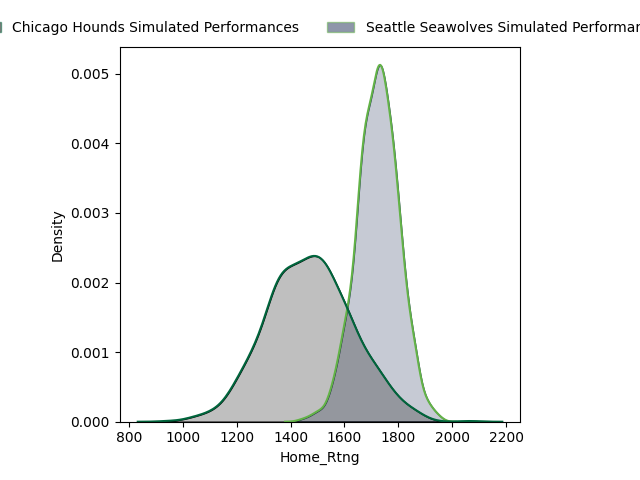 Chicago Hounds Simulated Performances
Seattle Seawolves Simulated
0.005
0.004
0.003
0.002
0.001
0.000
Density
800 1000 1200 1400 1600 1800 2000 2200
Home_Rtng